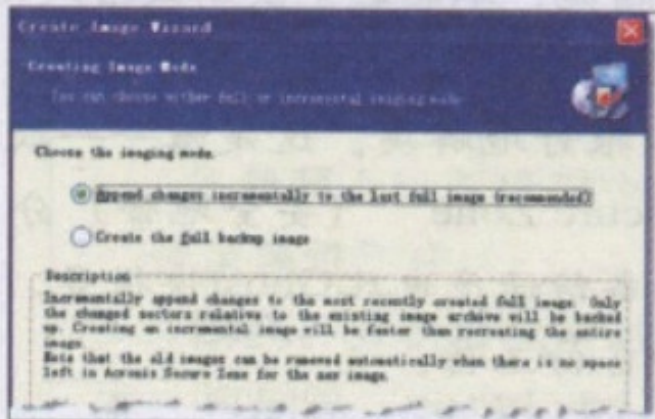 Create Image Wizard
Creating Image Mode
You can choose either full or incremental imaging mode
Choose the imaging mode.
Append changes incrementally to the last full image (recommended)
Create the full backup image
Description
Incrementally append changes to the most recently created full image. Only
the changed sectors relative to the existing image archive will be backed
up. Creating an incremental image will be faster than recreating the entire
image.
Note that the old images can be removed automatically when there is no space
left in Acronis Secure Zone for the new image.